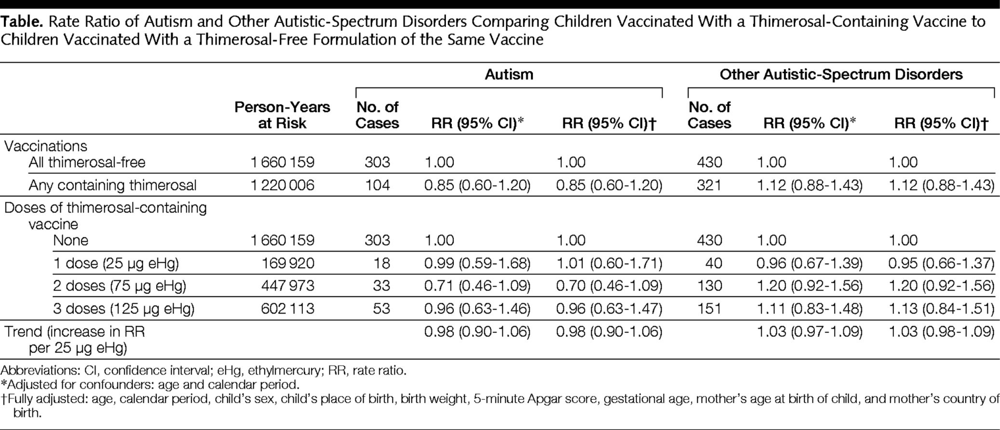 Table. Rate Ratio of Autism and Other Autistic-Spectrum Disorders Comparing Children Vaccinated With a Thimerosal-Containing Vaccine to
Children Vaccinated With a Thimerosal-Free Formulation of the Same Vaccine
Autism Other Autistic-Spectrum Disorders
Person-Years No. of No. of
at Risk Cases RR (95% CI)* RR (95% CI)† Cases RR (95% CI)* RR (95% CI)†
Vaccinations
All thimerosal-free 1 660 159 303 1.00 1.00 430 1.00 1.00
Any containing thimerosal 1 220 006 104 0.85 (0.60-1.20) 0.85 (0.60-1.20) 321 1.12 (0.88-1.43) 1.12 (0.88-1.43)
Doses of thimerosal-containing
vaccine
None 1 660 159 303 1.00 1.00 430 1.00 1.00
1 dose (25 µg eHg) 169 920 18 0.99 (0.59-1.68) 1.01 (0.60-1.71) 40 0.96 (0.67-1.39) 0.95 (0.66-1.37)
2 doses (75 µg eHg) 447 973 33 0.71 (0.46-1.09) 0.70 (0.46-1.09) 130 1.20 (0.92-1.56) 1.20 (0.92-1.56)
3 doses (125 µg eHg) 602 113 53 0.96 (0.63-1.46) 0.96 (0.63-1.47) 151 1.11 (0.83-1.48) 1.13 (0.84-1.51)
Trend (increase in RR 0.98 (0.90-1.06) 0.98 (0.90-1.06) 1.03 (0.97-1.09) 1.03 (0.98-1.09)
per 25 µg eHg)
Abbreviations: CI, confidence interval; eHg, ethylmercury; RR, rate ratio.
*Adjusted for confounders: age and calendar period.
†Fully adjusted: age, calendar period, child's sex, child's place of birth, birth weight, 5-minute Apgar score, gestational age, mother's age at birth of child, and mother's country of
birth.